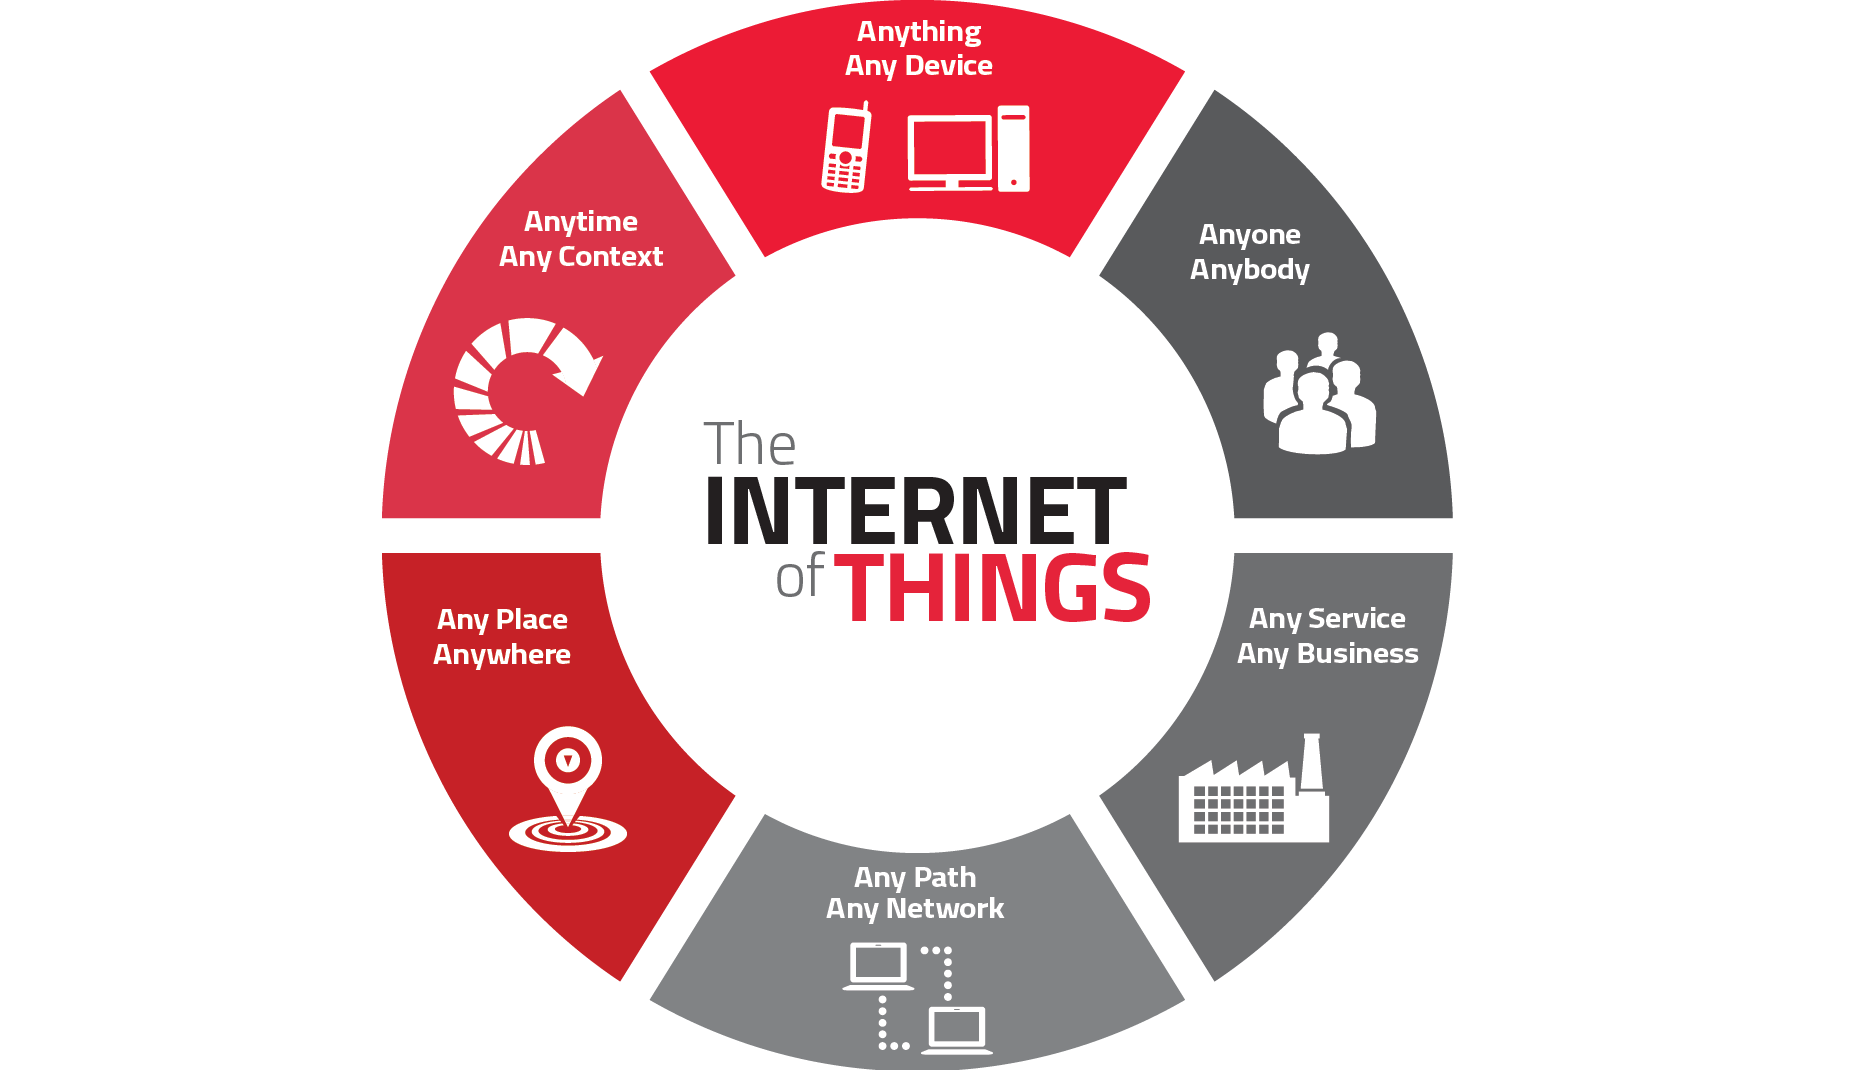 Anything
Any Device
Anyone
Anybody
Any Service
Any Business
Any Path
Any Network
Any Place
Anywhere
Anytime
Any Context
The
INTERNET
of THINGS